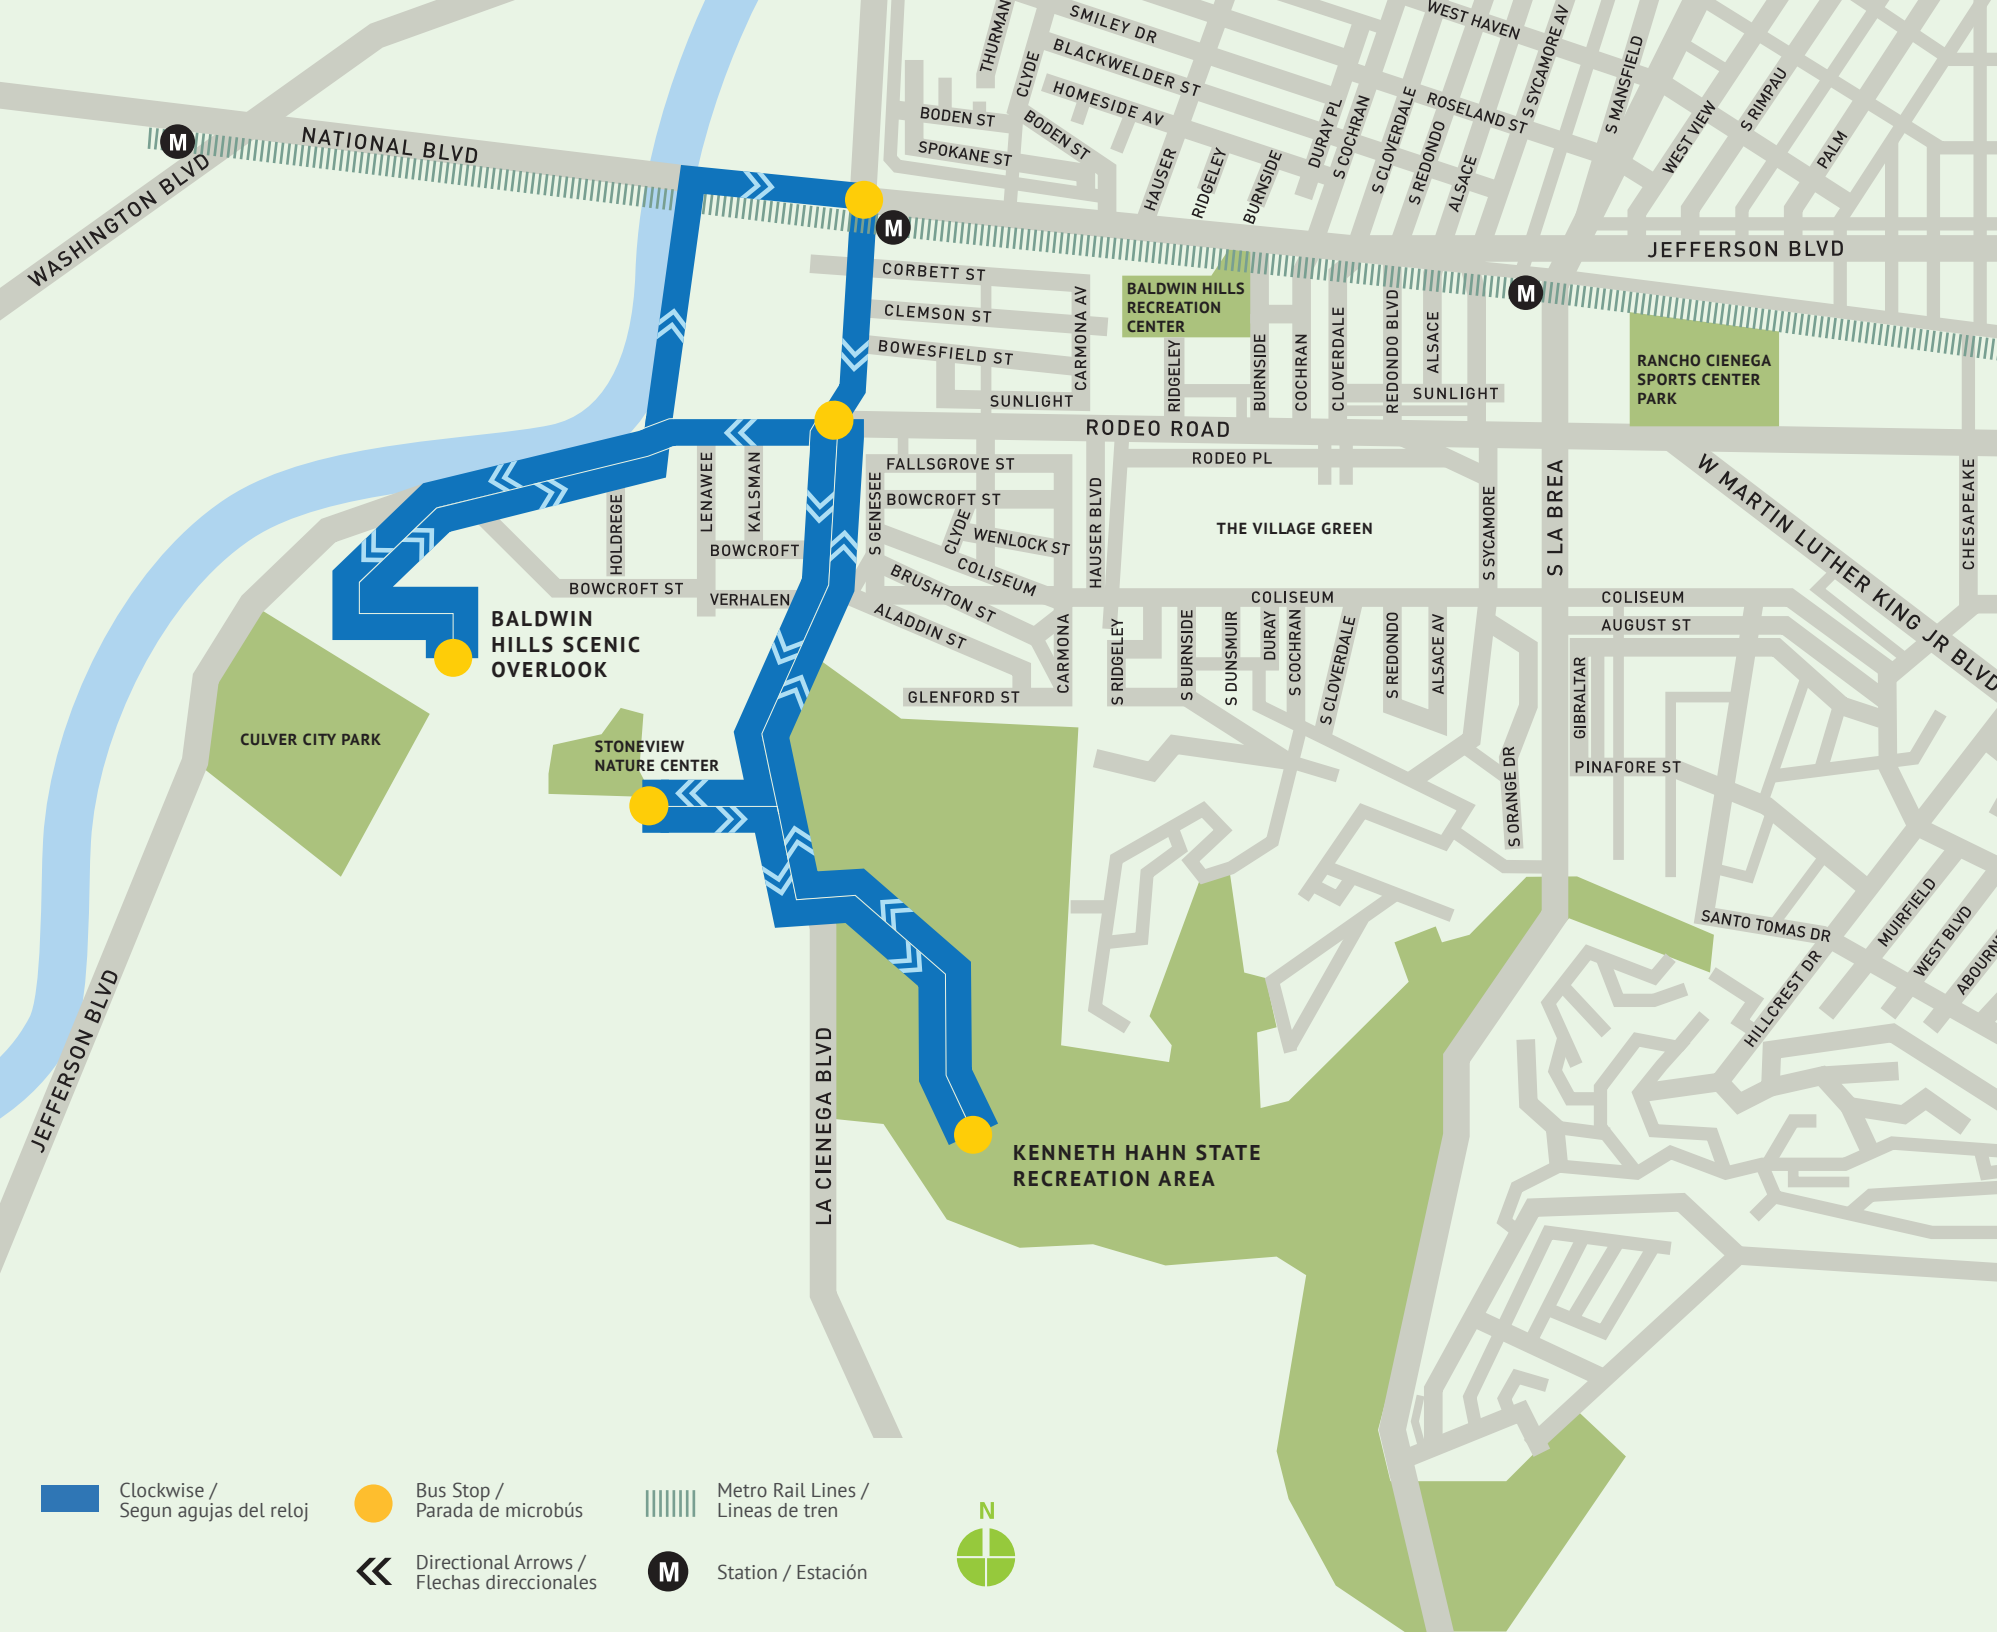 THURMAN
SMILEY DR
WEST HAVEN
S SYCAMORE AV
CLYDE
BLACKWELDER ST
S MANSFIELD
HOMESIDE AV
ROSELAND ST
S RIMPAU
BODEN ST
BODEN ST
DURAY PL
S COCHRAN
S CLOVERDALE
S REDONDO
WEST VIEW
PALM
M
NATIONAL BLVD
SPOKANE ST
HAUSER
RIDGELEY
BURNSIDE
ALSACE
WASHINGTON BLVD
M
JEFFERSON BLVD
CORBETT ST
CARMONA AV
BALDWIN HILLS
RECREATION
CENTER
M
CLEMSON ST
BOWESFIELD ST
RIDGELEY
BURNSIDE
COCHRAN
CLOVERDALE
REDONDO BLVD
ALSACE
RANCHO CIENEGA
SPORTS CENTER
PARK
SUNLIGHT
SUNLIGHT
RODEO ROAD
RODEO PL
LENAWEE
KALSMAN
FALLSGROVE ST
S GENESEE
BOWCROFT ST
HAUSER BLVD
S LA BREA
W MARTIN LUTHER KING JR BLVD
CHESAPEAKE
HOLDREGE
CLYDE
WENLOCK ST
THE VILLAGE GREEN
S SYCAMORE
BOWCROFT
COLISEUM
BOWCROFT ST
VERHALEN
BRUSHTON ST
COLISEUM
COLISEUM
ALADDIN ST
AUGUST ST
BALDWIN
HILLS SCENIC
OVERLOOK
CARMONA
S RIDGELEY
S BURNSIDE
S DUNSMUIR
DURAY
S COCHRAN
S CLOVERDALE
S REDONDO
ALSACE AV
GIBRALTAR
GLENFORD ST
CULVER CITY PARK
STONEVIEW
NATURE CENTER
S ORANGE DR
PINAFORE ST
SANTO TOMAS DR
MUIRFIELD
WEST BLVD
HILLCREST DR
JEFFERSON BLVD
LA CIENEGA BLVD
KENNETH HAHN STATE
RECREATION AREA
Clockwise /
Segun agujas del reloj
Bus Stop /
Parada de microbús
Metro Rail Lines /
Lineas de tren
N
Directional Arrows /
Flechas direccionales
M
Station / Estación